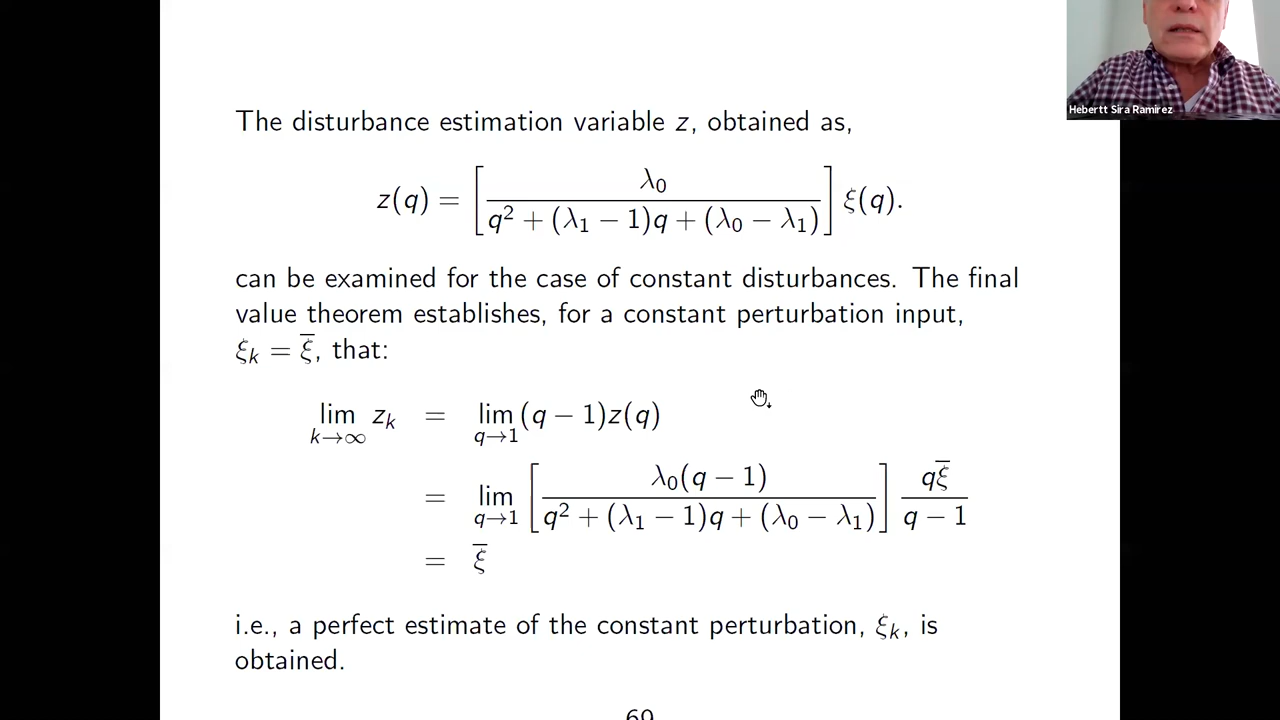 Hebertt Sira Ramirez
The disturbance estimation variable z, obtained as,
z(q) = [ λ₀ / (q² + (λ₁ − 1)q + (λ₀ − λ₁)) ] ξ(q).
can be examined for the case of constant disturbances. The final
value theorem establishes, for a constant perturbation input,
ξₖ = ξ̅, that:
lim k→∞ zₖ = lim q→1 (q − 1)z(q)
= lim q→1 [ λ₀(q − 1) / (q² + (λ₁ − 1)q + (λ₀ − λ₁)) ] qξ̅ / (q − 1)
= ξ̅
i.e., a perfect estimate of the constant perturbation, ξₖ, is
obtained.